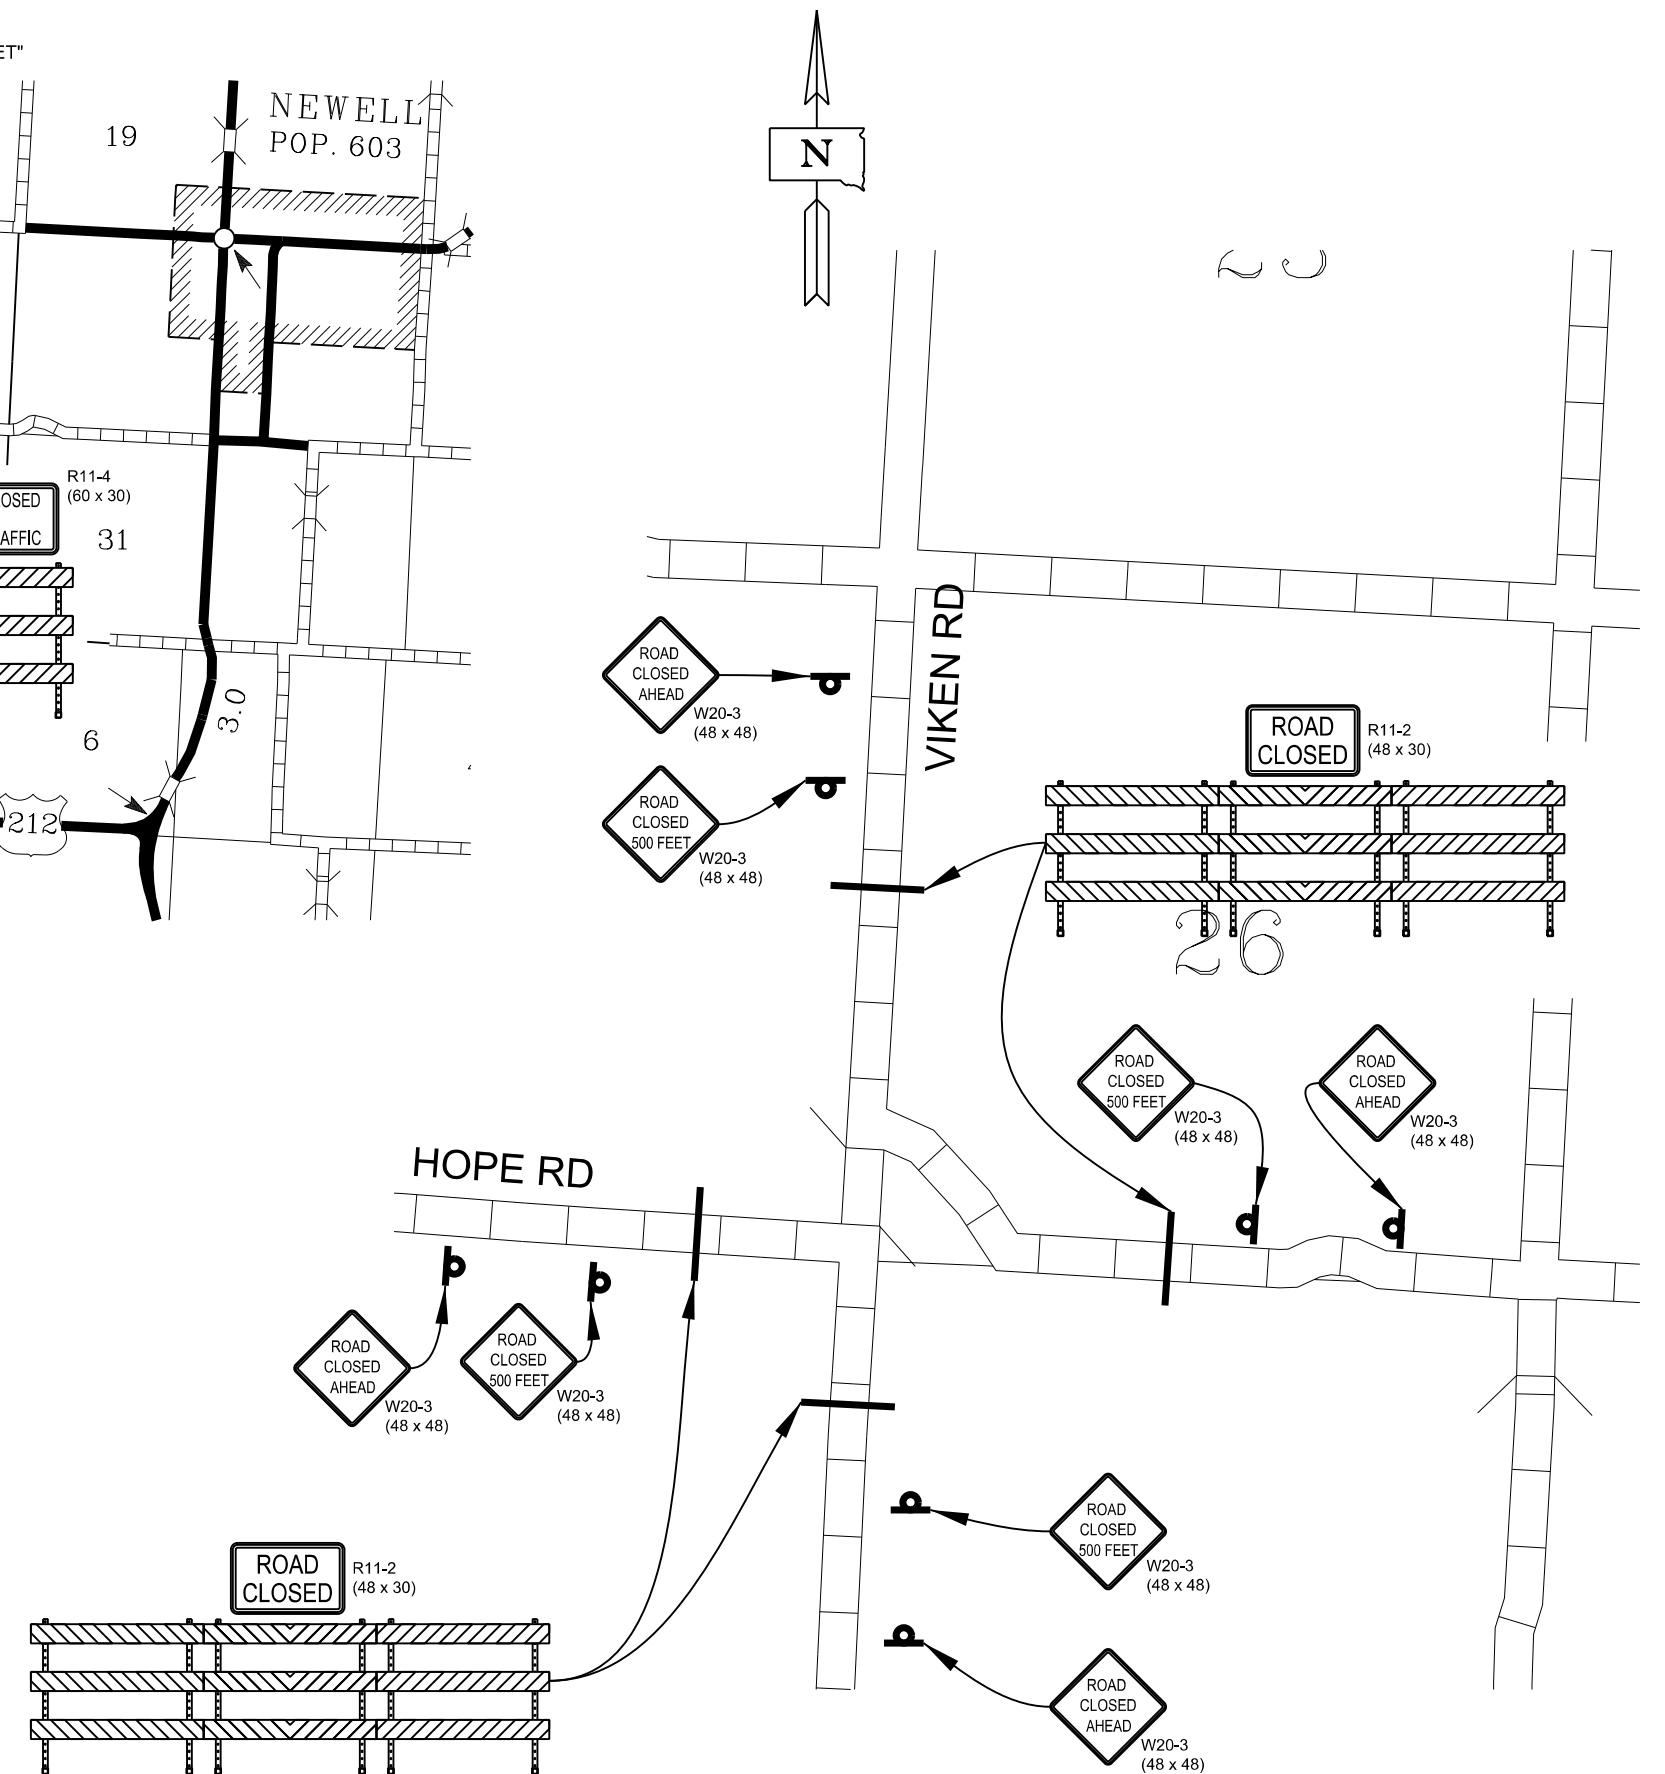 ET"
NEWELL
POP. 603
19
N
R11-4
(60 x 30)
OSED
AFFIC
31
3.0
6
212
VIKEN RD
ROAD
CLOSED
AHEAD
W20-3
(48 x 48)
ROAD
CLOSED
500 FEET
W20-3
(48 x 48)
ROAD
CLOSED
R11-2
(48 x 30)
26
ROAD
CLOSED
500 FEET
W20-3
(48 x 48)
ROAD
CLOSED
AHEAD
W20-3
(48 x 48)
HOPE RD
ROAD
CLOSED
AHEAD
W20-3
(48 x 48)
ROAD
CLOSED
500 FEET
W20-3
(48 x 48)
ROAD
CLOSED
500 FEET
W20-3
(48 x 48)
ROAD
CLOSED
R11-2
(48 x 30)
ROAD
CLOSED
AHEAD
W20-3
(48 x 48)